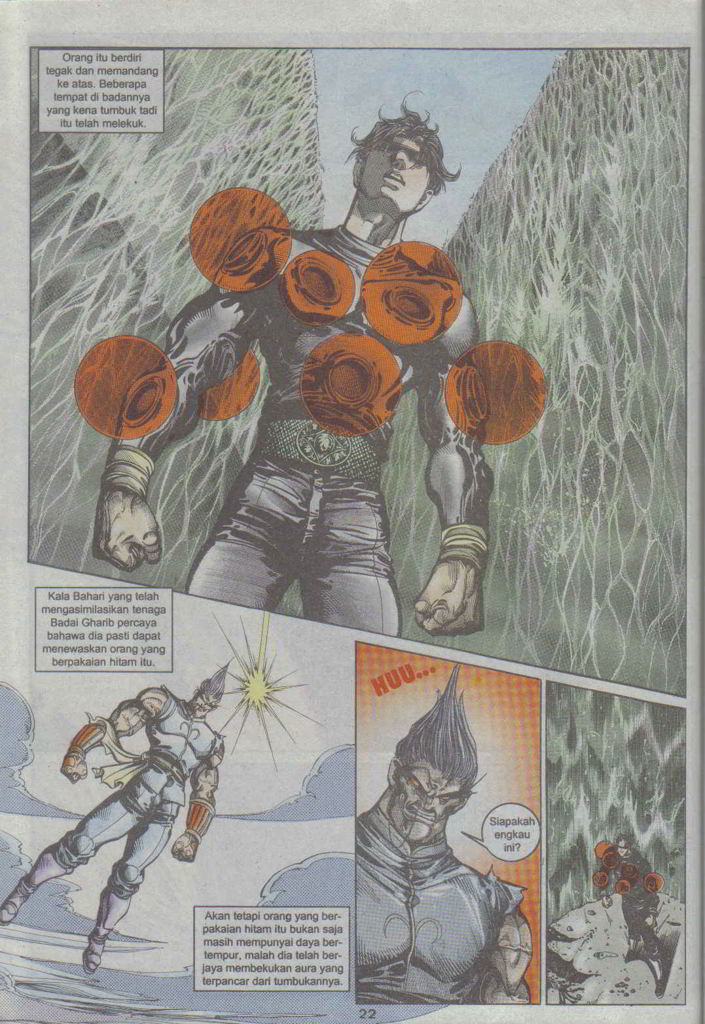 Orang itu berdiri
tegak dan memandang
ke atas. Beberapa
tempat di badannya
yang kena tumbuk tadi
itu telah melekuk.
Kala Bahari yang telah
mengasimilasikan tenaga
Badai Gharib percaya
bahawa dia pasti dapat
menewaskan orang yang
berpakaian hitam itu.
HUU...
Siapakah
engkau
ini?
Akan tetapi orang yang ber-
pakaian hitam itu bukan saja
masih mempunyai daya ber-
tempur, malah dia telah ber-
jaya membekukan aura yang
terpancar dari tumbukannya.
22